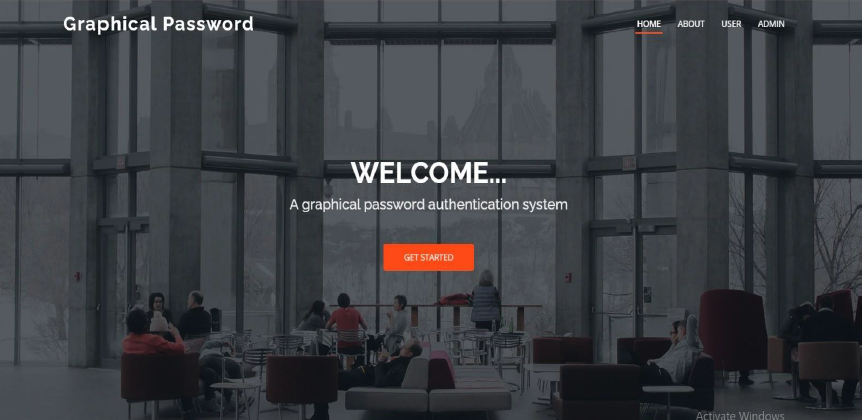 Graphical Password
HOME ABOUT USER ADMIN
WELCOME...
A graphical password authentication system
GET STARTED
Activate Windows